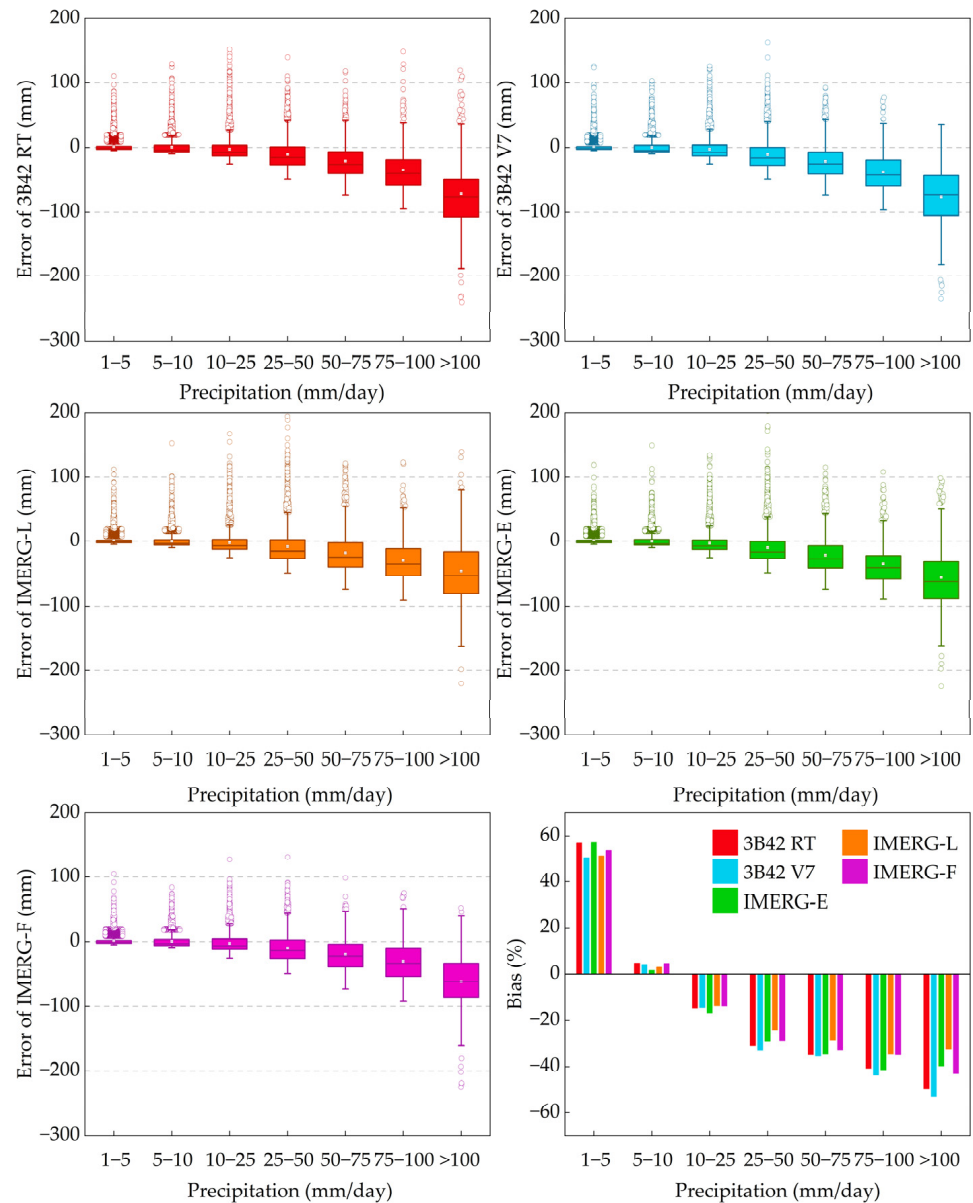 200
100
0
−100
−200
−300
Error of 3B42 RT (mm)
1−5 5−10 10−25 25−50 50−75 75−100 >100
Precipitation (mm/day)
200
100
0
−100
−200
−300
Error of 3B42 V7 (mm)
1−5 5−10 10−25 25−50 50−75 75−100 >100
Precipitation (mm/day)
200
100
0
−100
−200
−300
Error of IMERG-L (mm)
1−5 5−10 10−25 25−50 50−75 75−100 >100
Precipitation (mm/day)
200
100
0
−100
−200
−300
Error of IMERG-E (mm)
1−5 5−10 10−25 25−50 50−75 75−100 >100
Precipitation (mm/day)
200
100
0
−100
−200
−300
Error of IMERG-F (mm)
1−5 5−10 10−25 25−50 50−75 75−100 >100
Precipitation (mm/day)
60
40
20
0
−20
−40
−60
Bias (%)
3B42 RT IMERG-L
3B42 V7 IMERG-F
IMERG-E
1−5 5−10 10−25 25−50 50−75 75−100 >100
Precipitation (mm/day)